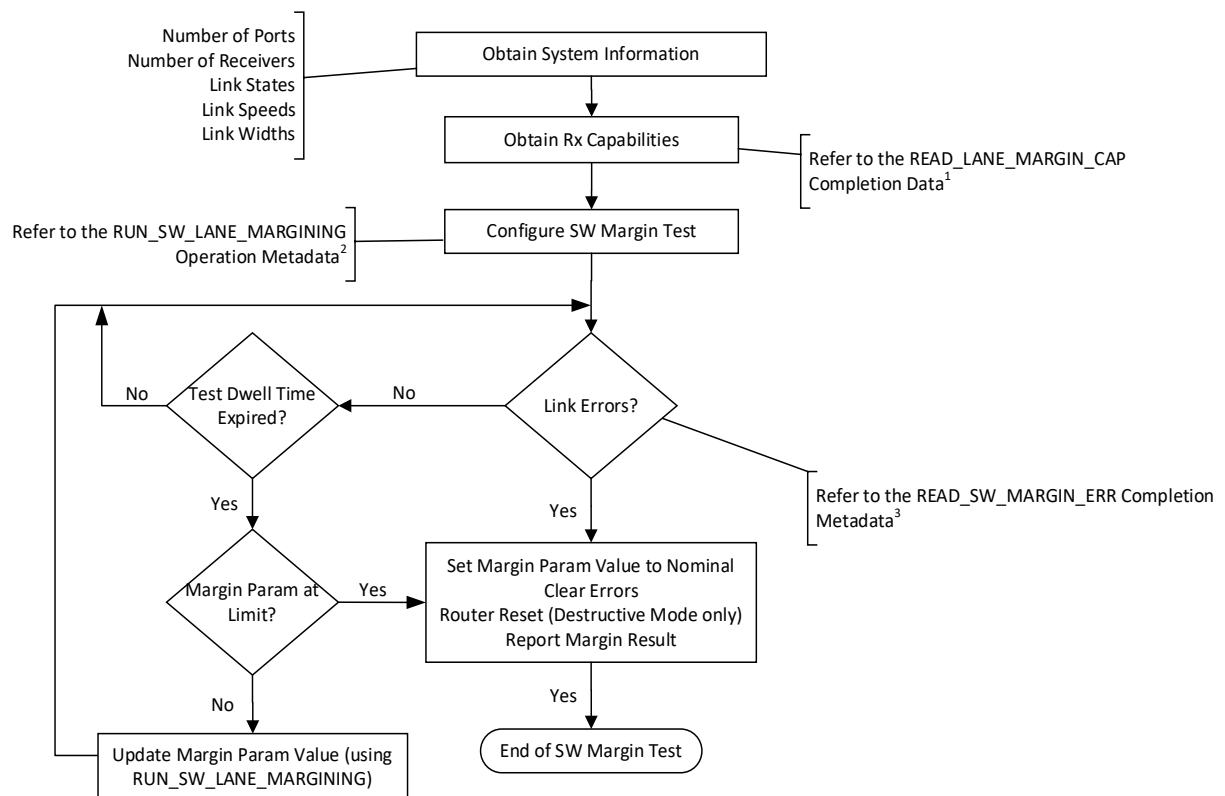 Number of Ports
Number of Receivers
Link States
Link Speeds
Link Widths
Obtain System Information
Obtain Rx Capabilities
Refer to the READ_LANE_MARGIN_CAP
Completion Data1
Refer to the RUN_SW_LANE_MARGINING
Operation Metadata2
Configure SW Margin Test
No
Test Dwell Time
Expired?
No
Link Errors?
Yes
Yes
Refer to the READ_SW_MARGIN_ERR Completion
Metadata3
Margin Param at
Limit?
Yes
Set Margin Param Value to Nominal
Clear Errors
Router Reset (Destructive Mode only)
Report Margin Result
No
Yes
Update Margin Param Value (using
RUN_SW_LANE_MARGINING)
End of SW Margin Test